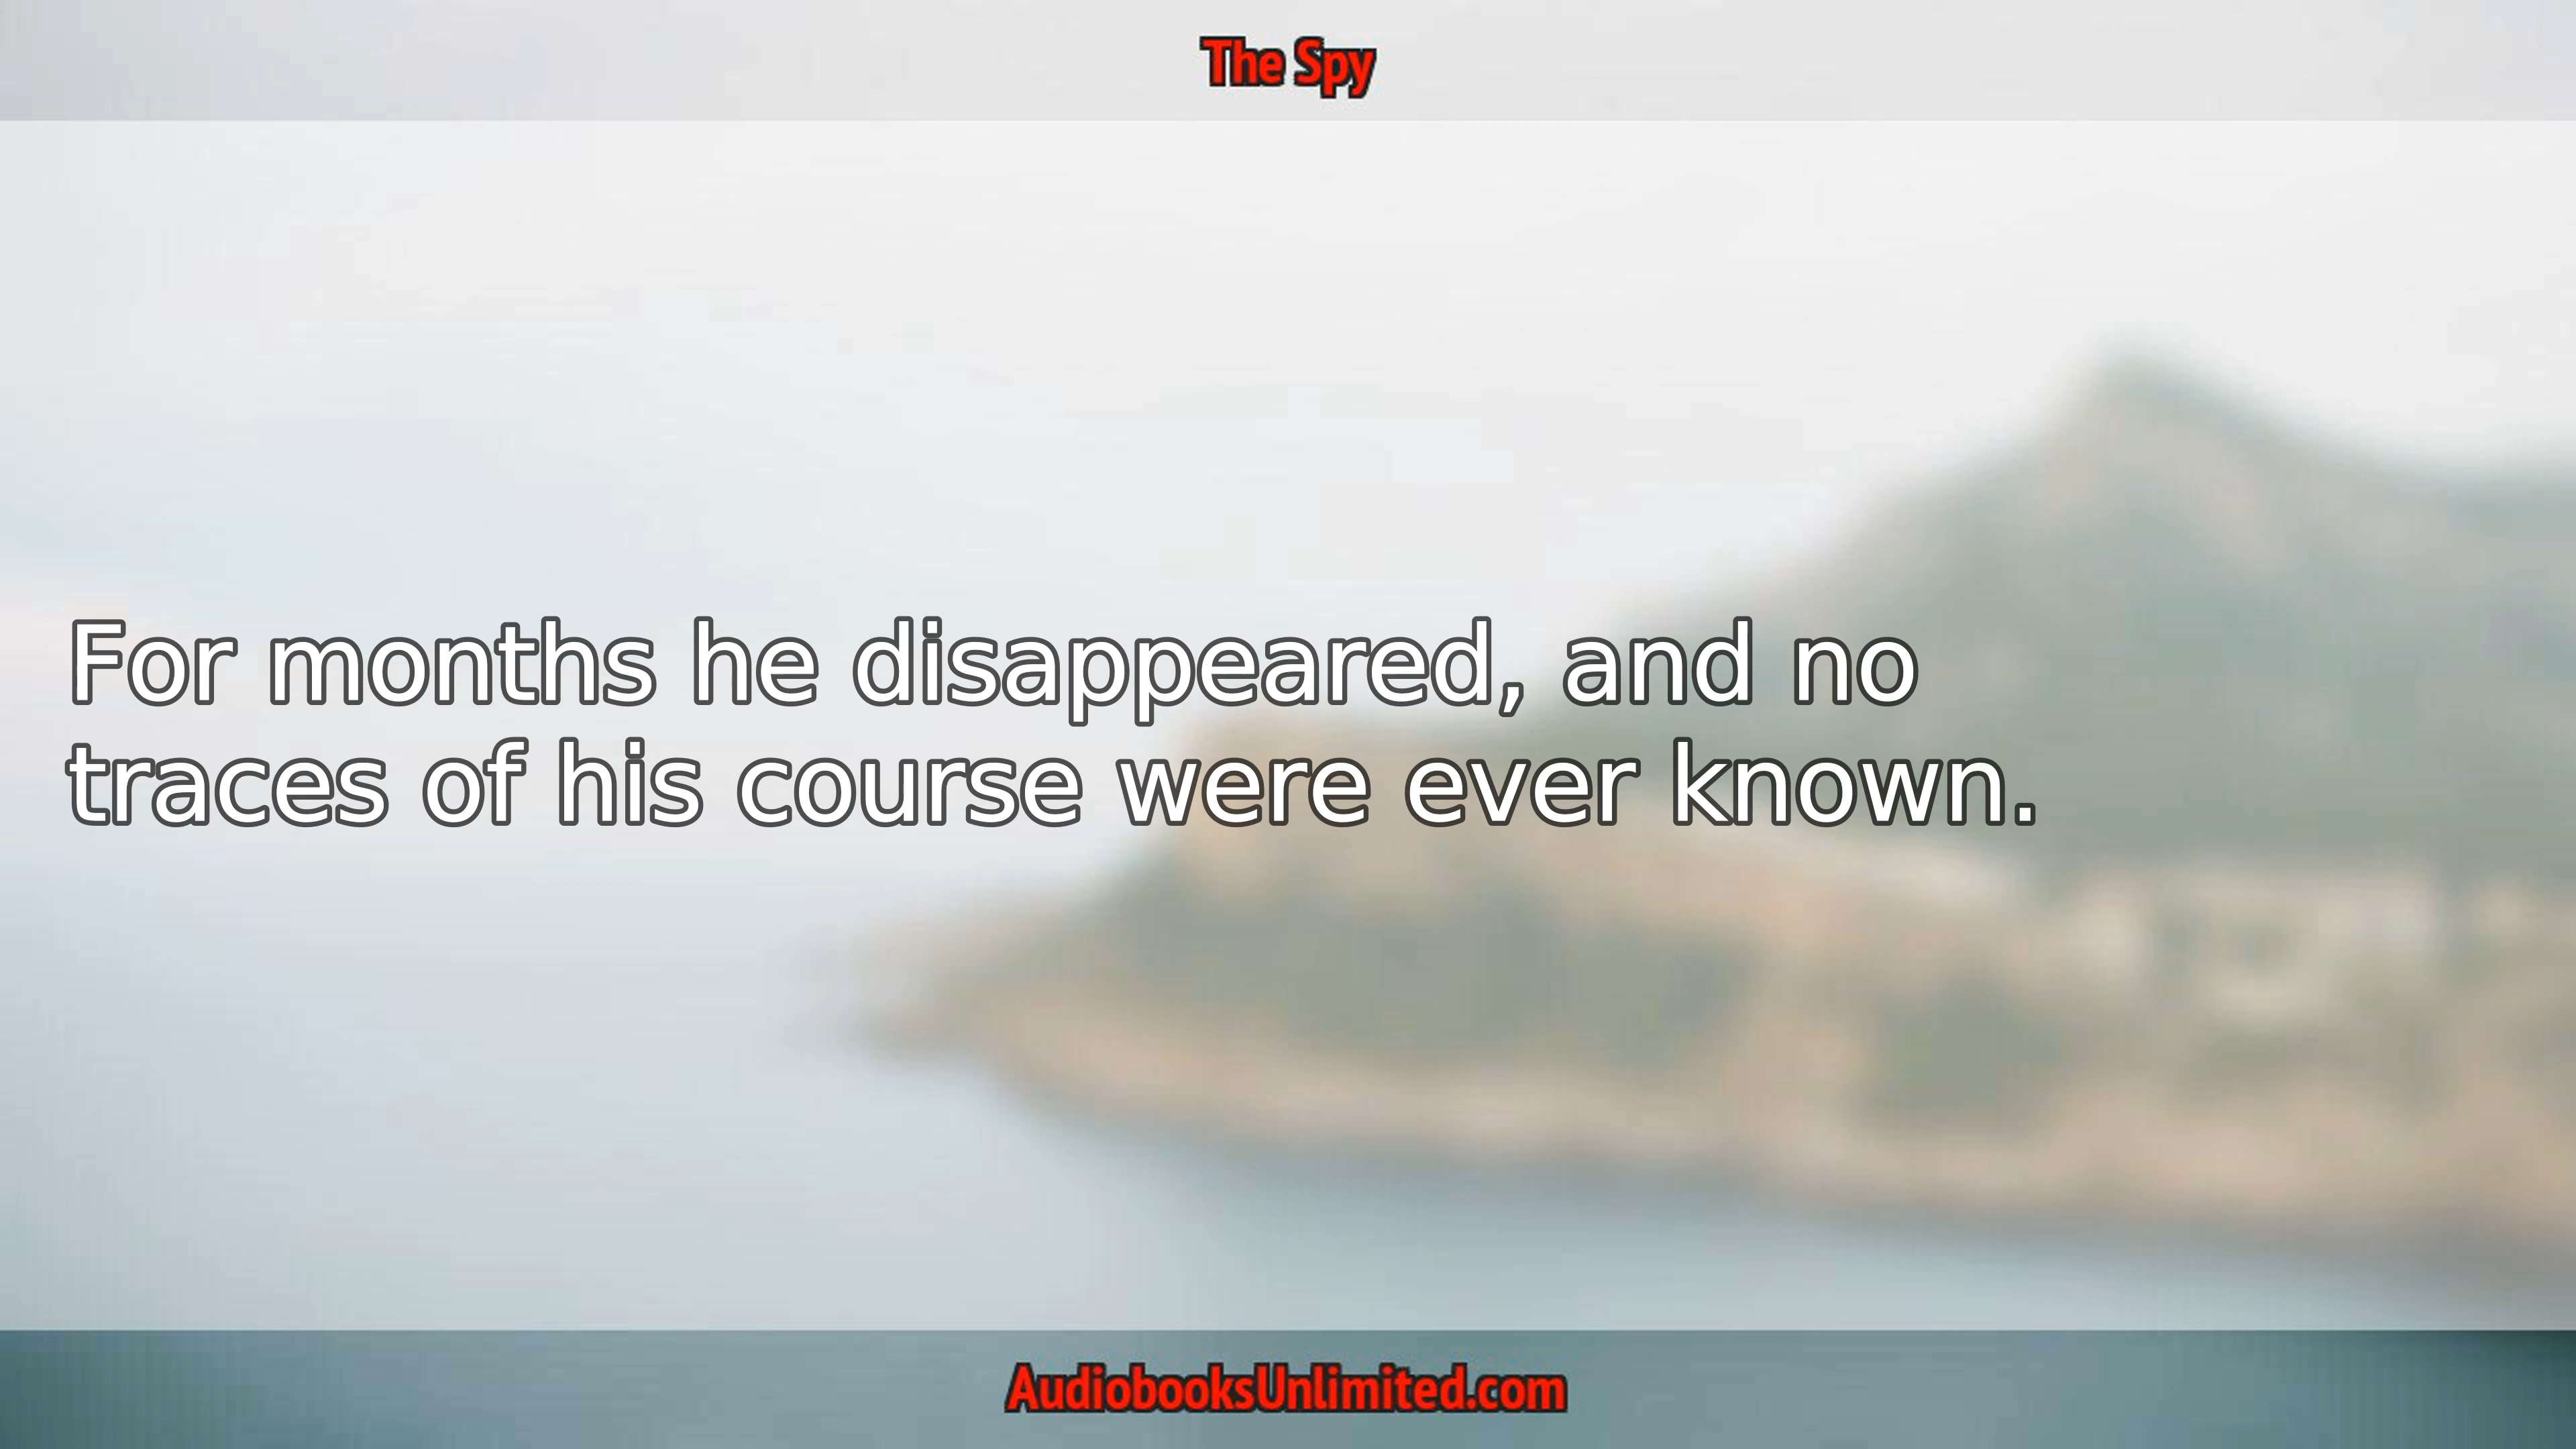 The Spy
For months he disappeared, and no
traces of his course were ever known.
AudiobooksUnlimited.com